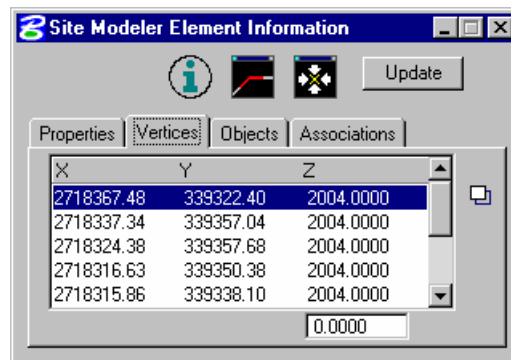 Site Modeler Element Information
Update
Properties Vertices Objects Associations
X Y Z
2718367.48 339322.40 2004.0000
2718337.34 339357.04 2004.0000
2718324.38 339357.68 2004.0000
2718316.63 339350.38 2004.0000
2718315.86 339338.10 2004.0000
0.0000